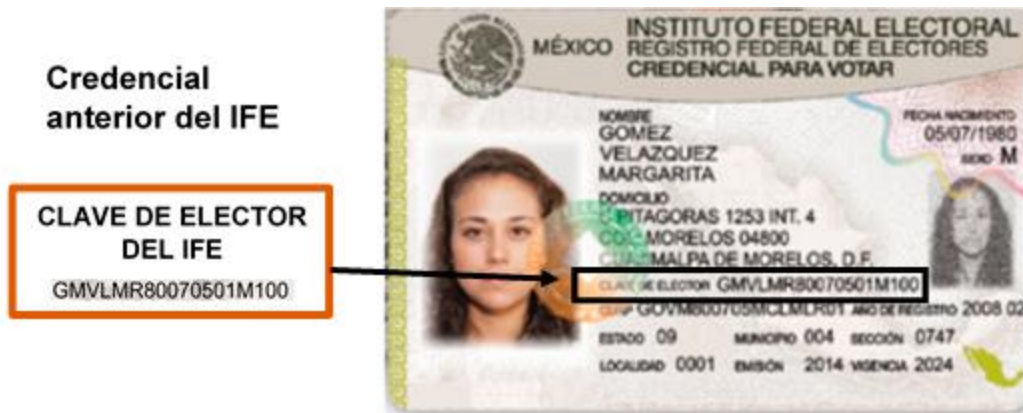 Credencial
anterior del IFE
CLAVE DE ELECTOR
DEL IFE
GMVLMR80070501M100
MÉXICO
INSTITUTO FEDERAL ELECTORAL
REGISTRO FEDERAL DE ELECTORES
CREDENCIAL PARA VOTAR
NOMBRE
GOMEZ
VELAZQUEZ
MARGARITA
FECHA NACIMIENTO
05/07/1980
SEXO M
DOMICILIO
PITAGORAS 1253 INT. 4
MORELOS 04800
DE MORELOS, D.F.
CLAVE DE ELECTOR GMVLMR80070501M100
CURP GOVM800705MCLMLR01 AÑO DE REGISTRO 2008 02
ESTADO 09 MUNICIPIO 004 SECCIÓN 0747
LOCALIDAD 0001 EMISIÓN 2014 VIGENCIA 2024